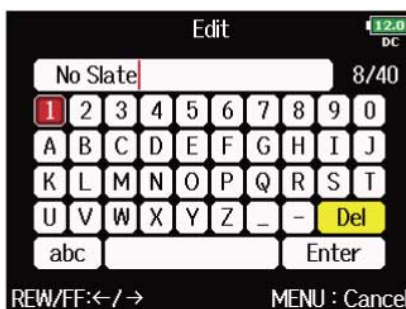 Edit
12.0
DC
No Slate
8/40
1 2 3 4 5 6 7 8 9 0
A B C D E F G H I J
K L M N O P Q R S T
U V W X Y Z _ - Del
abc Enter
REW/FF:←/→ MENU : Cancel